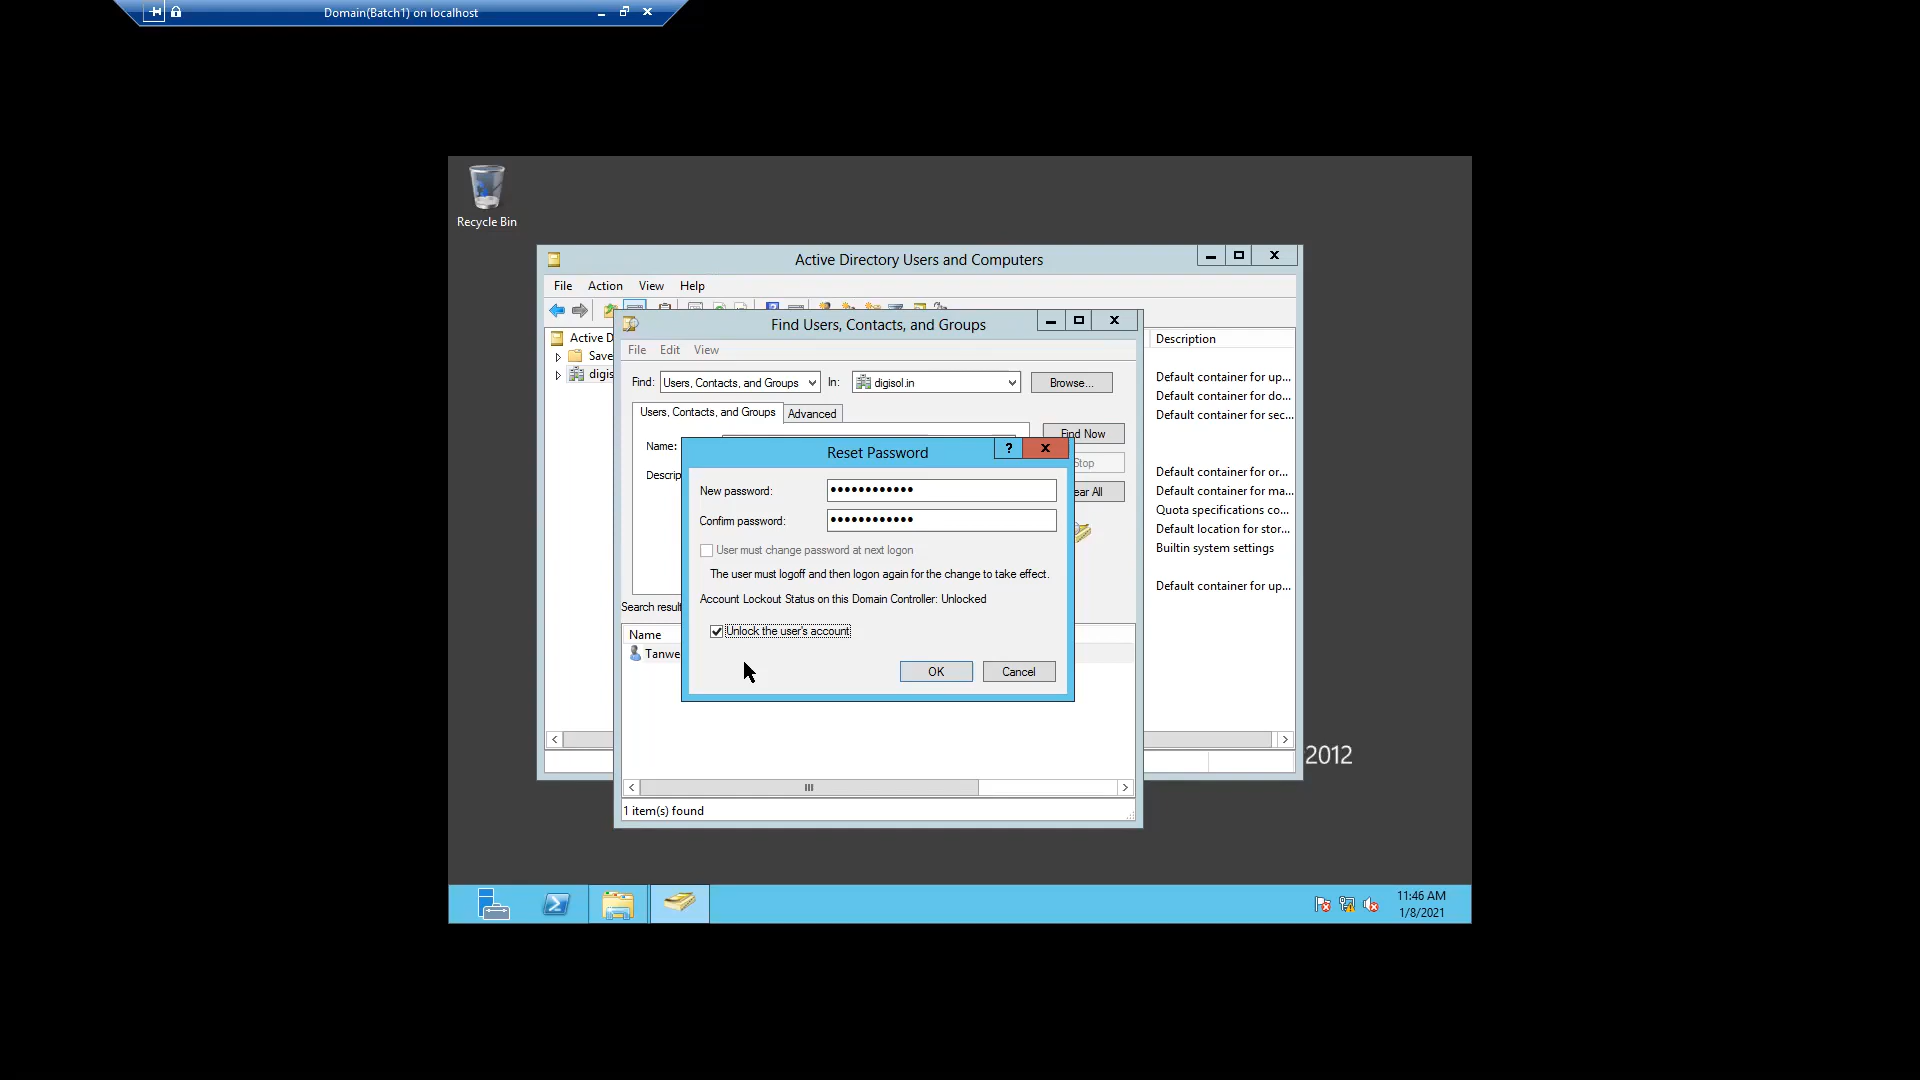 Domain(Batch1) on localhost
Recycle Bin
Active Directory Users and Computers
File Action View Help
Find Users, Contacts, and Groups
Active D
Description
Save
File Edit View
digis
Find: Users, Contacts, and Groups In: digisol.in Browse...
Default container for up...
Default container for do...
Users, Contacts, and Groups Advanced
Default container for sec...
Find Now
Name:
Reset Password ?
Stop
Descrip
Default container for or...
New password: ••••••••••••
ear All
Default container for ma...
Quota specifications co...
Confirm password: ••••••••••••
Default location for stor...
User must change password at next logon
Builtin system settings
The user must logoff and then logon again for the change to take effect.
Default container for up...
Account Lockout Status on this Domain Controller: Unlocked
Search result
Unlock the user's account
Name
Tanwe
OK Cancel
2012
1 item(s) found
11:46 AM
1/8/2021